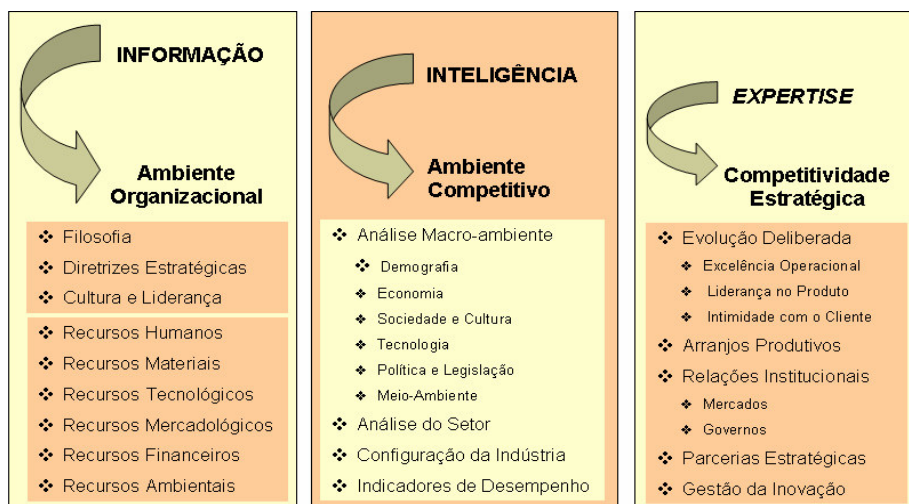 INFORMAÇÃO
Ambiente
Organizacional
Filosofia
Diretrizes Estratégicas
Cultura e Liderança
Recursos Humanos
Recursos Materiais
Recursos Tecnológicos
Recursos Mercadológicos
Recursos Financeiros
Recursos Ambientais
INTELIGÊNCIA
Ambiente
Competitivo
Análise Macro-ambiente
Demografia
Economia
Sociedade e Cultura
Tecnologia
Política e Legislação
Meio-Ambiente
Análise do Setor
Configuração da Indústria
Indicadores de Desempenho
EXPERTISE
Competitividade
Estratégica
Evolução Deliberada
Excelência Operacional
Liderança no Produto
Intimidade com o Cliente
Arranjos Produtivos
Relações Institucionais
Mercados
Governos
Parcerias Estratégicas
Gestão da Inovação